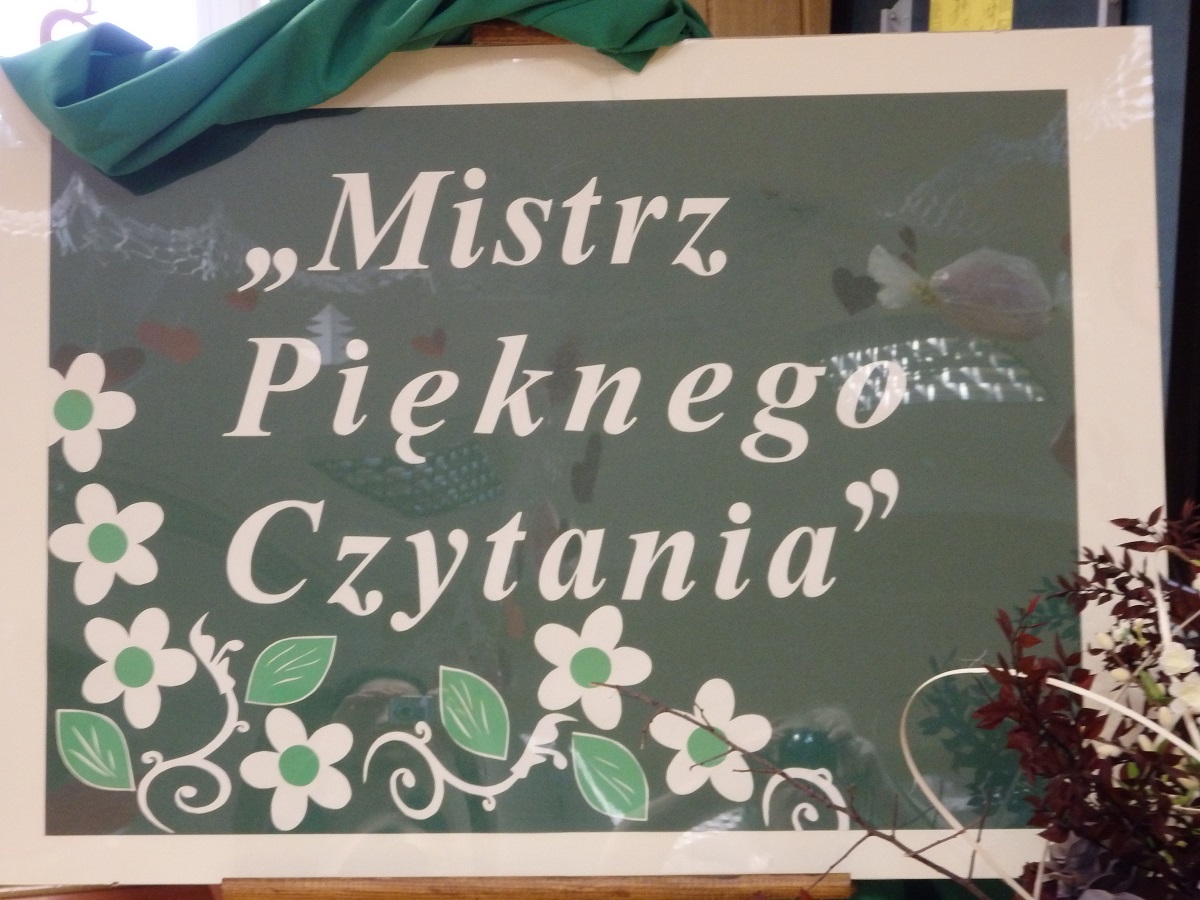 „Mistrz
Pięknego
Czytania”